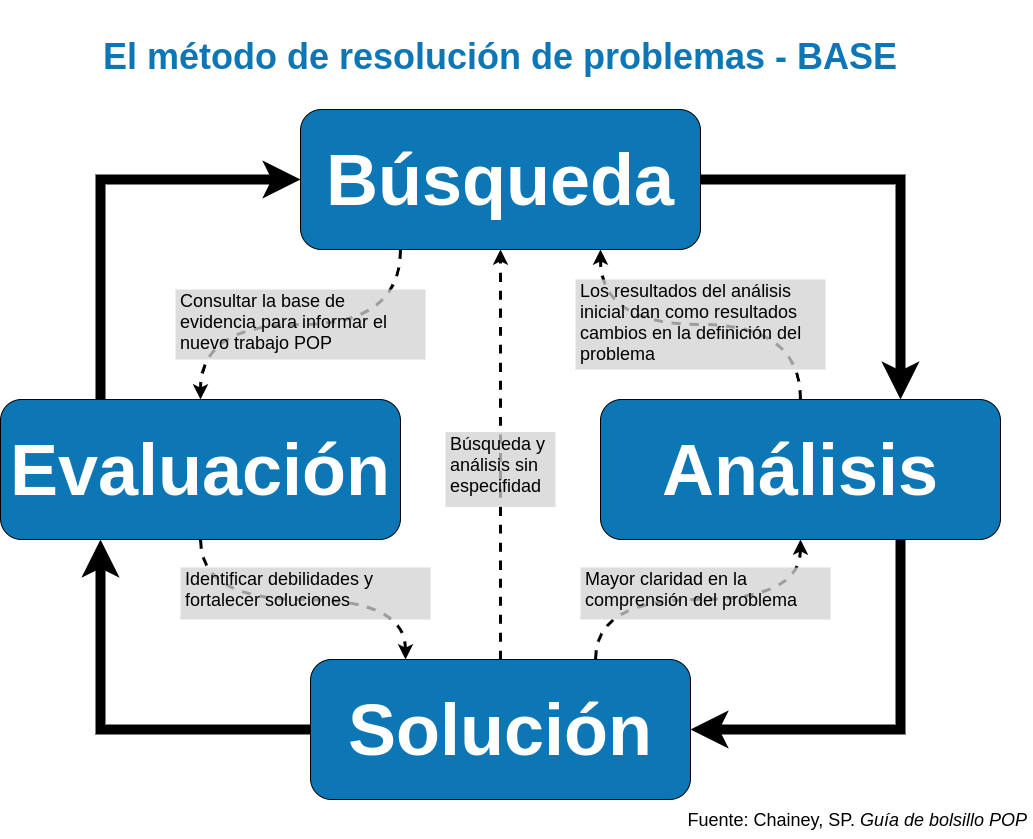 El método de resolución de problemas - BASE
Búsqueda
Consultar la base de
evidencia para informar el
nuevo trabajo POP
Los resultados del análisis
inicial dan como resultados
cambios en la definición del
problema
Evaluación
Búsqueda y
análisis sin
especifidad
Análisis
Identificar debilidades y
fortalecer soluciones
Mayor claridad en la
comprensión del problema
Solución
Fuente: Chainey, SP. Guía de bolsillo POP